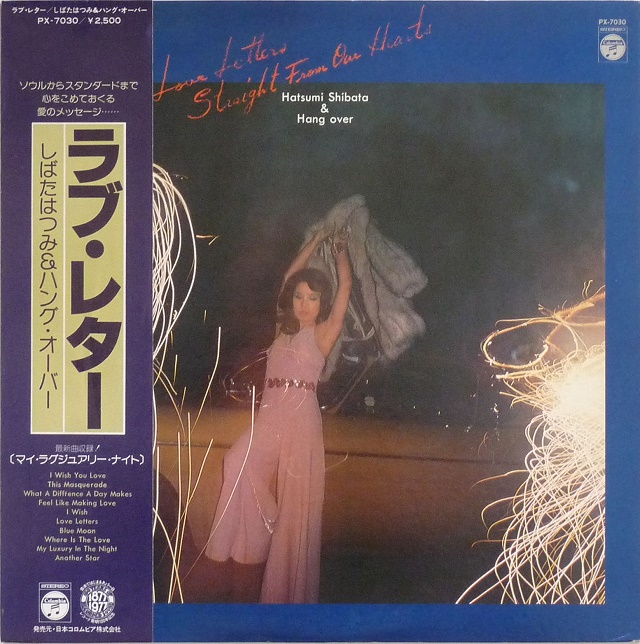 ラブ・レター／しばたはつみ&ハング・オーバー
PX-7030／￥2,500
ソウルからスタンダードまで
心をこめておくる
愛のメッセージ……
ラブ・レター
しばたはつみ&ハング・オーバー
最新曲収録!
〔マイ・ラグジュアリー・ナイト〕
I Wish You Love
This Masquerade
What A Diffrence A Day Makes
Feel Like Making Love
I Wish
Love Letters
Blue Moon
Where Is The Love
My Luxury In The Night
Another Star
STEREO
Columbia
1877
1977
発売元・日本コロムビア株式会社
Love Letters
Straight From Our Hearts
Hatsumi Shibata
&
Hang over
PX-7030
STEREO
Columbia